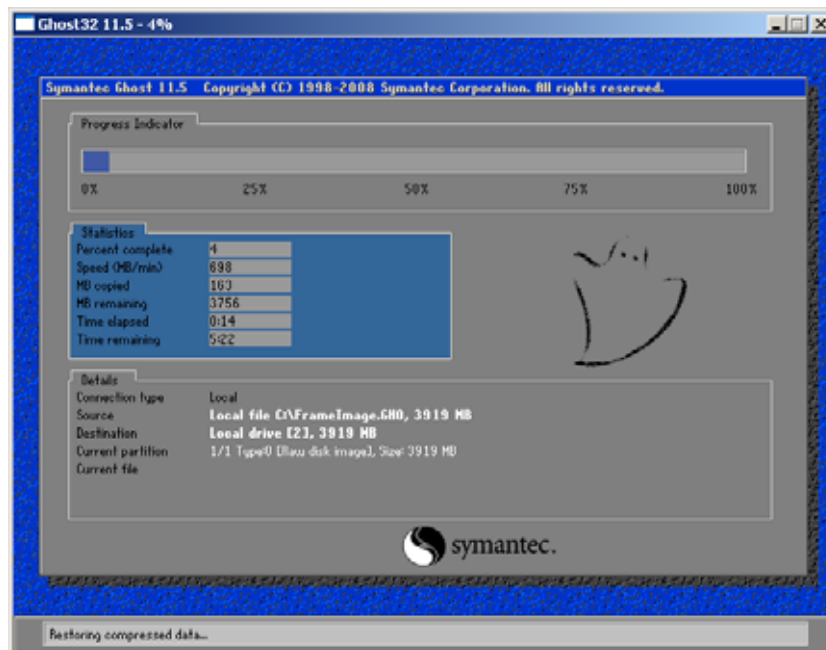 Ghost32 11.5 - 4%
Symantec Ghost 11.5 Copyright (C) 1998-2008 Symantec Corporation. All rights reserved.
Progress Indicator
0% 25% 50% 75% 100%
Statistics
Percent complete 4
Speed (MB/min) 698
MB copied 163
MB remaining 3756
Time elapsed 0:14
Time remaining 5:22
Details
Connection type Local
Source Local file C:\FrameImage.GHO, 3919 MB
Destination Local drive [2], 3919 MB
Current partition 1/1 Type:0 [Raw disk image], Size: 3919 MB
Current file
symantec.
Restoring compressed data...